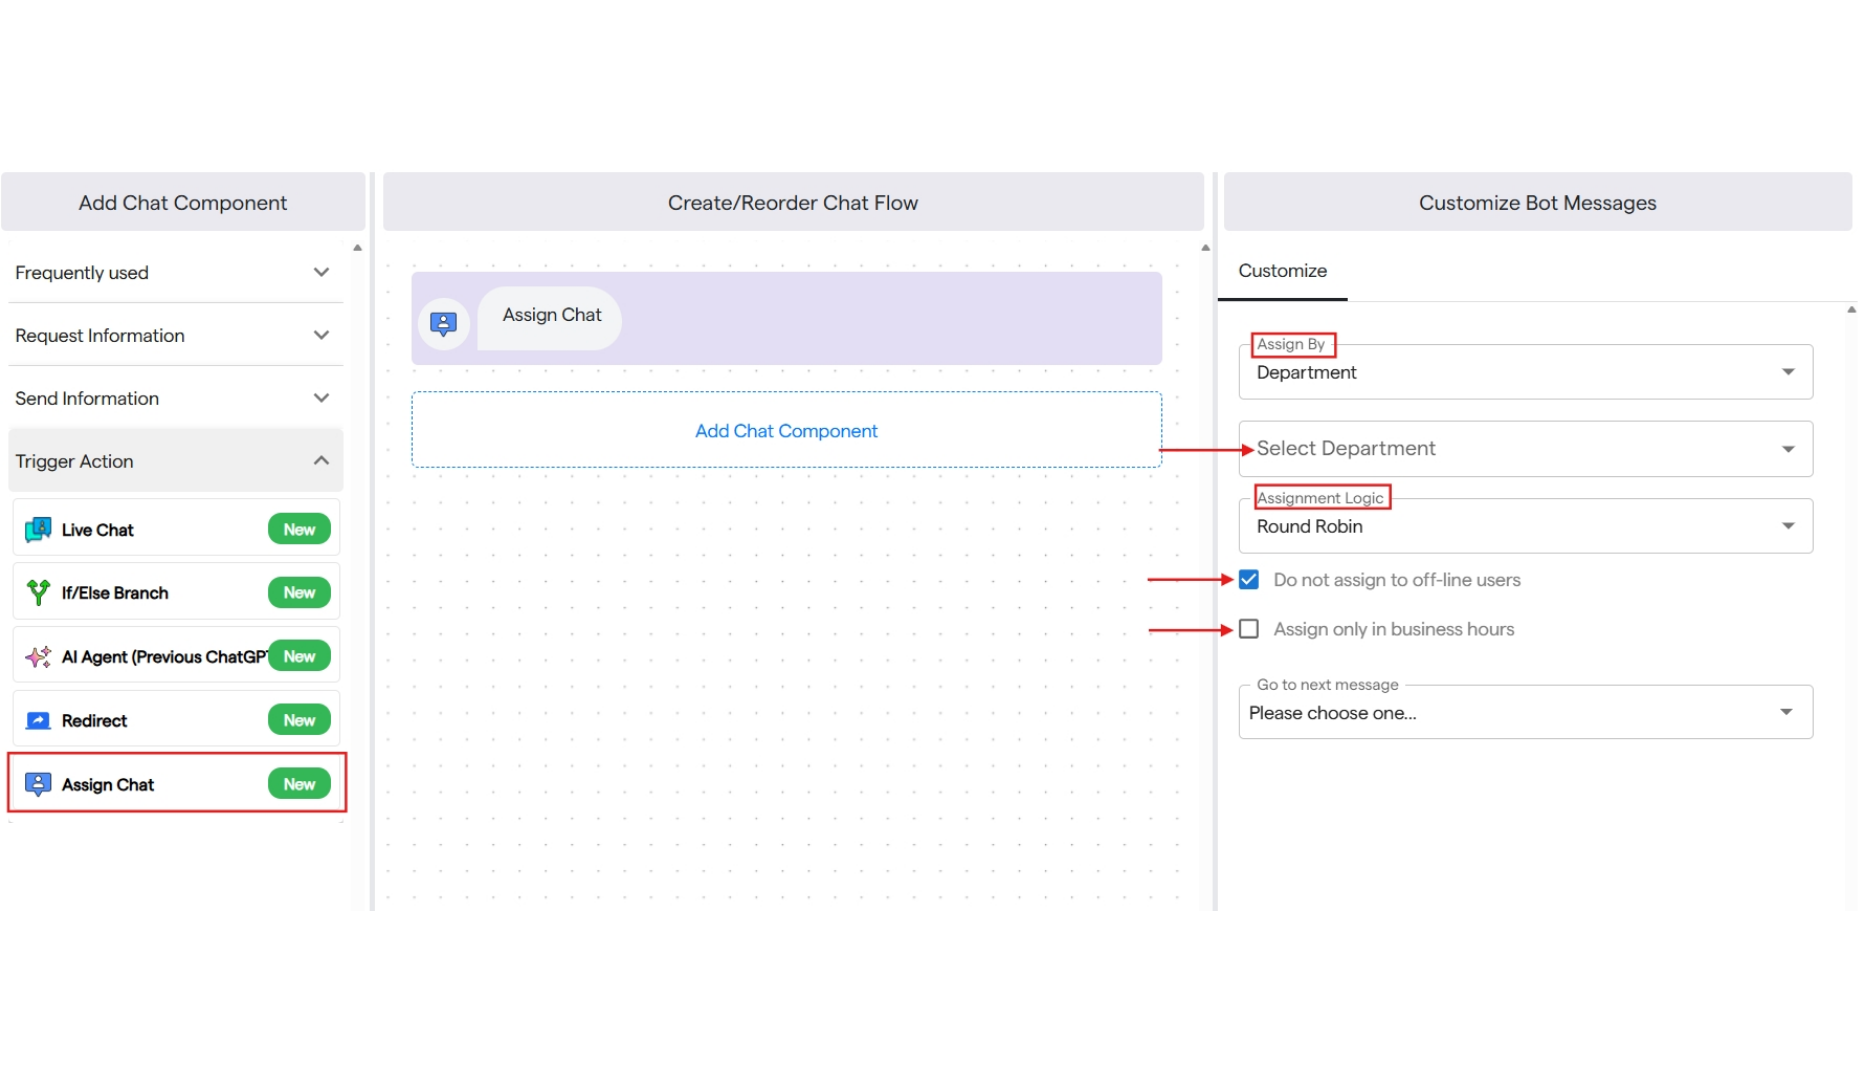 Add Chat Component
Frequently used
Request Information
Send Information
Trigger Action
Live Chat New
If/Else Branch New
AI Agent (Previous ChatGP New
Redirect New
Assign Chat New
Create/Reorder Chat Flow
Assign Chat
Add Chat Component
Customize Bot Messages
Customize
Assign By
Department
Select Department
Assignment Logic
Round Robin
Do not assign to off-line users
Assign only in business hours
Go to next message
Please choose one...